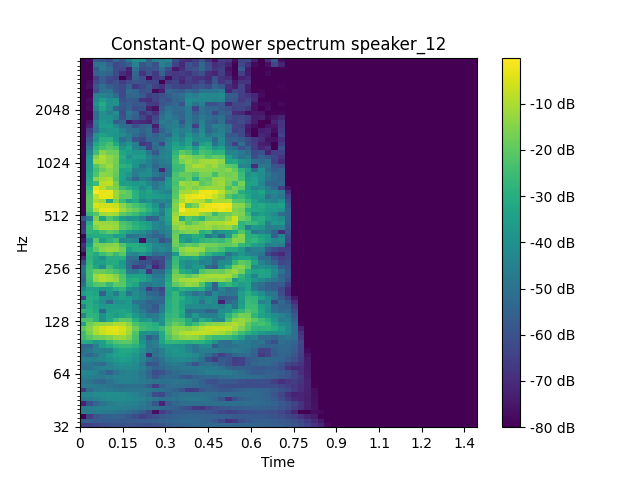 Constant-Q power spectrum speaker_12
Hz
2048
1024
512
256
128
64
32
0 0.15 0.3 0.45 0.6 0.75 0.9 1.1 1.2 1.4
Time
-10 dB
-20 dB
-30 dB
-40 dB
-50 dB
-60 dB
-70 dB
-80 dB